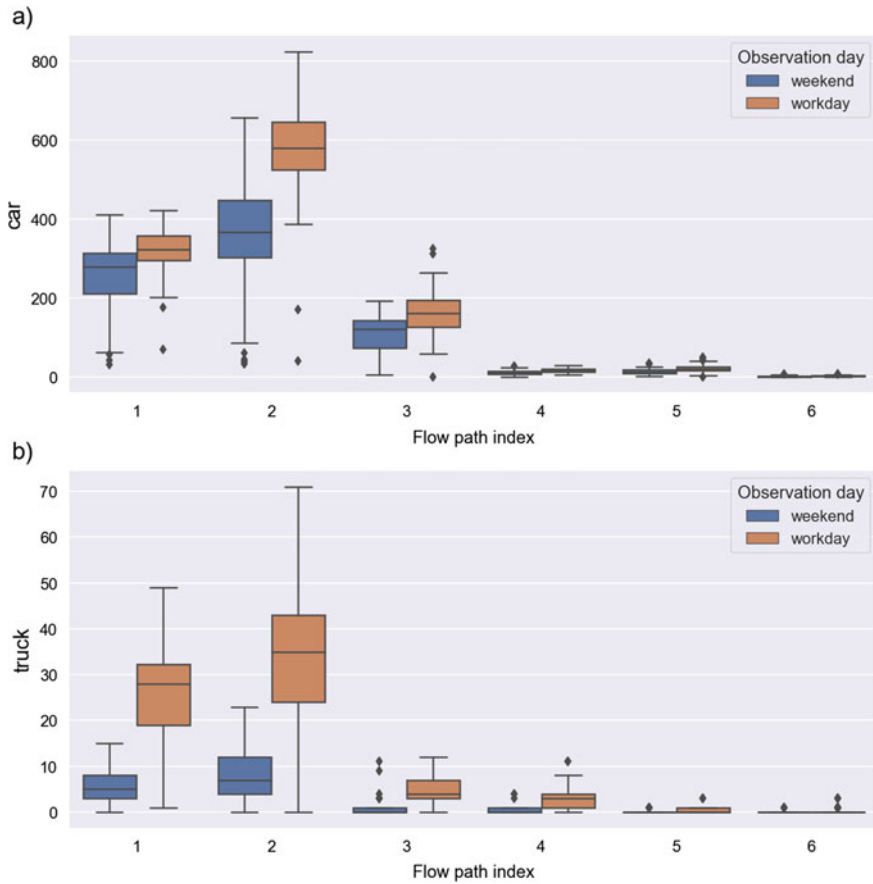 a)
Observation day
weekend
workday
800
600
400
200
0
car
1 2 3 4 5 6
Flow path index
b)
Observation day
weekend
workday
70
60
50
40
30
20
10
0
truck
1 2 3 4 5 6
Flow path index